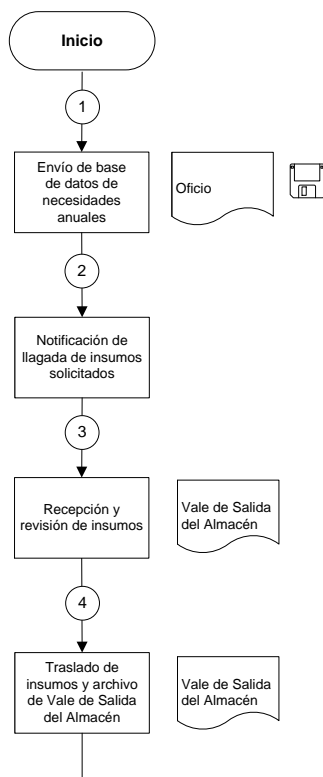 Inicio
1
Envío de base
de datos de
necesidades
anuales
Oficio
2
Notificación de
llagada de insumos
solicitados
3
Recepción y
revisión de insumos
Vale de Salida
del Almacén
4
Traslado de
insumos y archivo
de Vale de Salida
del Almacén
Vale de Salida
del Almacén